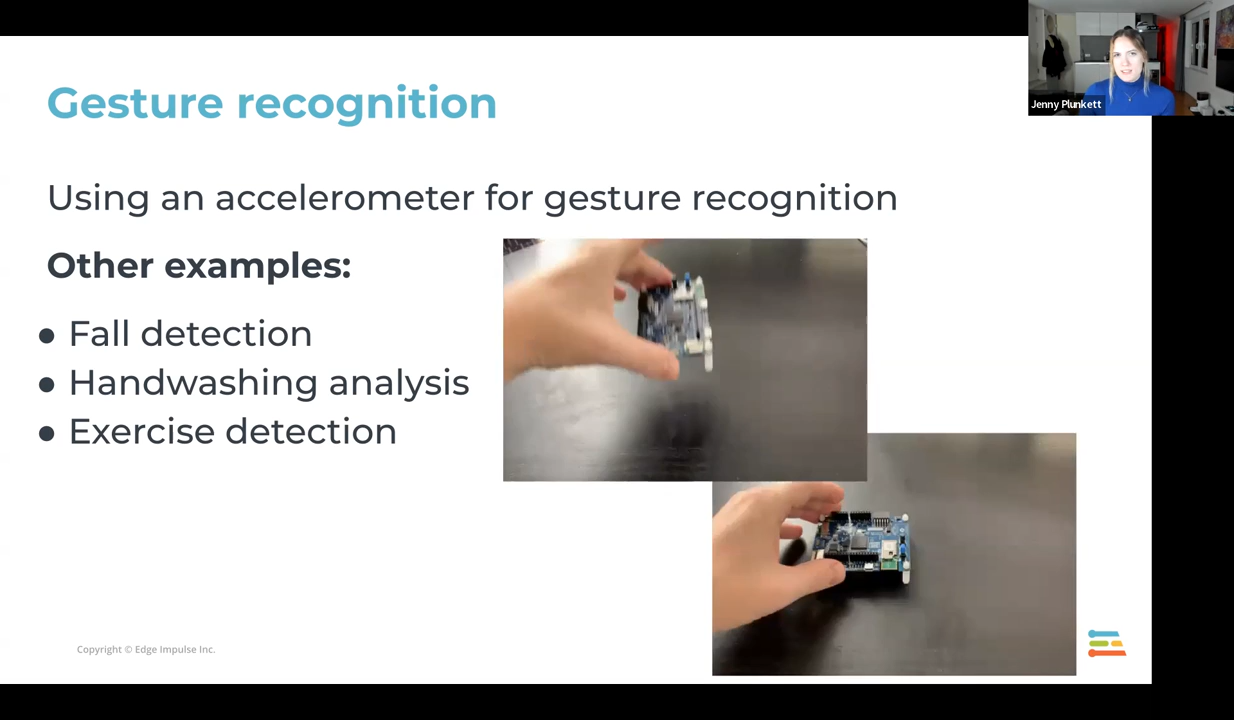 Gesture recognition
Jenny Plunkett
Using an accelerometer for gesture recognition
Other examples:
● Fall detection
● Handwashing analysis
● Exercise detection
Copyright © Edge Impulse Inc.